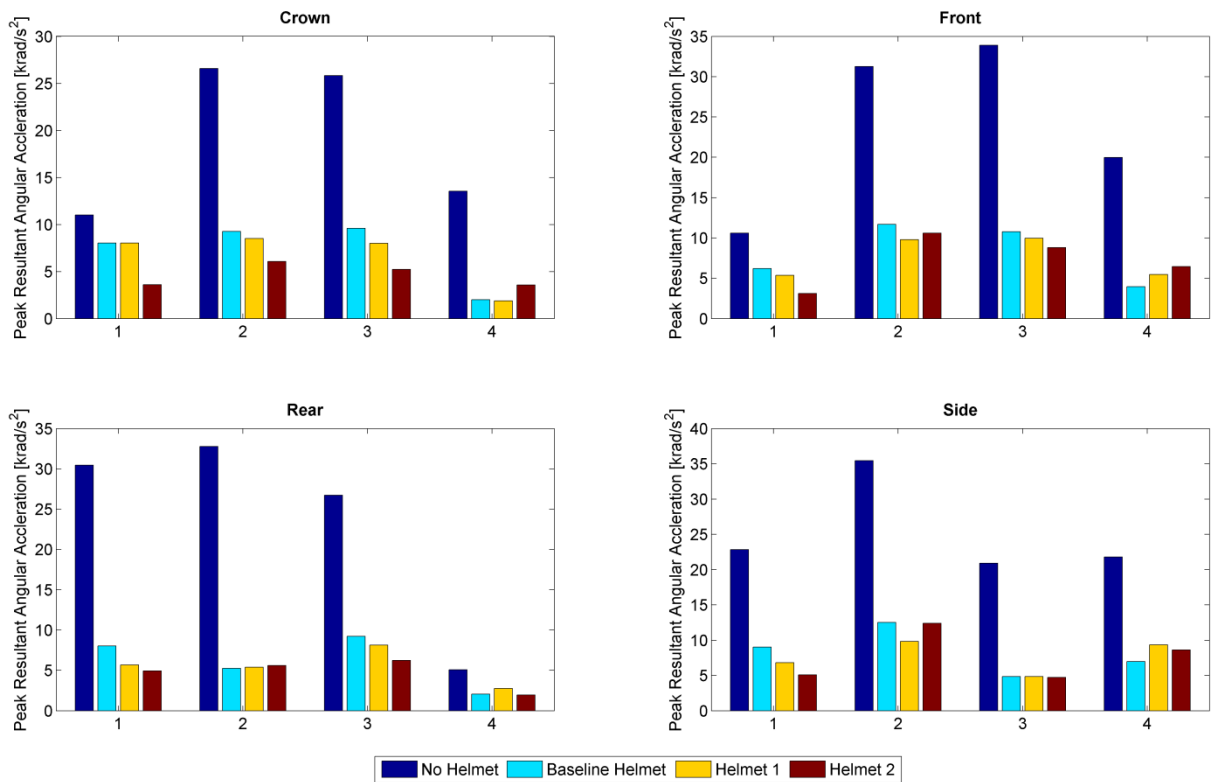 Crown
Peak Resultant Angular Accleration [krad/s²]
30
25
20
15
10
5
0
1 2 3 4
Front
Peak Resultant Angular Accleration [krad/s²]
35
30
25
20
15
10
5
0
1 2 3 4
Rear
Peak Resultant Angular Accleration [krad/s²]
35
30
25
20
15
10
5
0
1 2 3 4
Side
Peak Resultant Angular Accleration [krad/s²]
40
35
30
25
20
15
10
5
0
1 2 3 4
No Helmet Baseline Helmet Helmet 1 Helmet 2